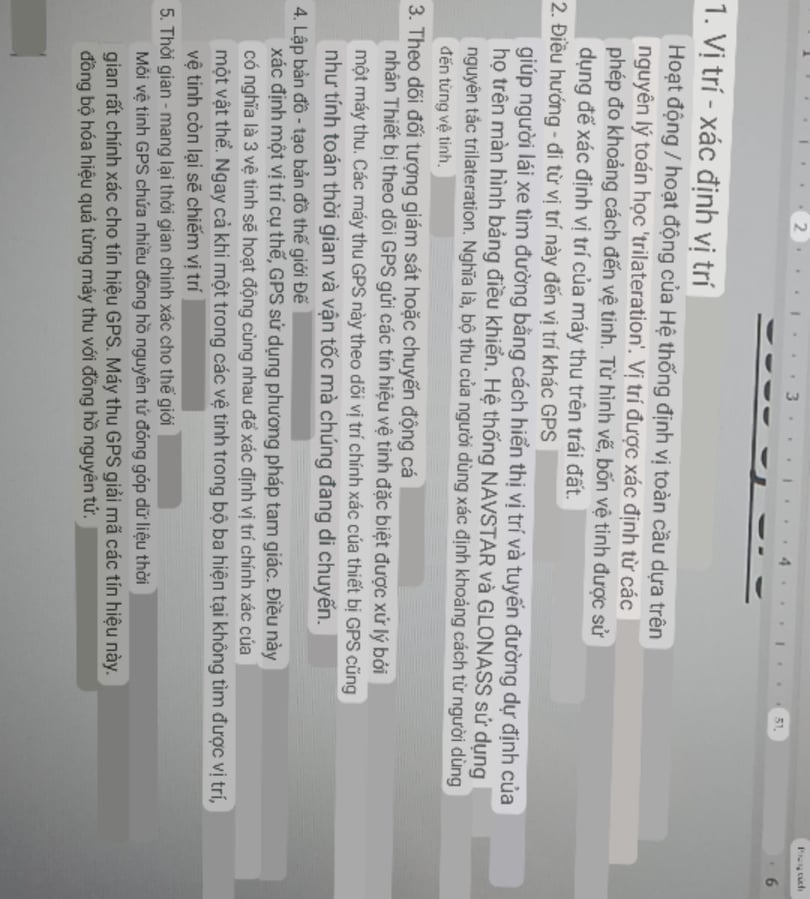 2 3 4 51, 6
1. Vị trí - xác định vị trí
Hoạt động / hoạt động của Hệ thống định vị toàn cầu dựa trên
nguyên lý toán học 'trilateration'. Vị trí được xác định từ các
phép đo khoảng cách đến vệ tinh. Từ hình vẽ, bốn vệ tinh được sử
dụng để xác định vị trí của máy thu trên trái đất.
2. Điều hướng - đi từ vị trí này đến vị trí khác GPS
giúp người lái xe tìm đường bằng cách hiển thị vị trí và tuyến đường dự định của
họ trên màn hình bảng điều khiển. Hệ thống NAVSTAR và GLONASS sử dụng
nguyên tắc trilateration. Nghĩa là, bộ thu của người dùng xác định khoảng cách từ người dùng
đến từng vệ tinh.
3. Theo dõi đối tượng giám sát hoặc chuyển động cá
nhân Thiết bị theo dõi GPS gửi các tín hiệu vệ tinh đặc biệt được xử lý bởi
một máy thu. Các máy thu GPS này theo dõi vị trí chính xác của thiết bị GPS cũng
như tính toán thời gian và vận tốc mà chúng đang di chuyển.
4. Lập bản đồ - tạo bản đồ thế giới Để
xác định một vị trí cụ thể, GPS sử dụng phương pháp tam giác. Điều này
có nghĩa là 3 vệ tinh sẽ hoạt động cùng nhau để xác định vị trí chính xác của
một vật thể. Ngay cả khi một trong các vệ tinh trong bộ ba hiện tại không tìm được vị trí,
vệ tinh còn lại sẽ chiếm vị trí
5. Thời gian - mang lại thời gian chính xác cho thế giới
Mỗi vệ tinh GPS chứa nhiều đồng hồ nguyên tử đóng góp dữ liệu thời
gian rất chính xác cho tín hiệu GPS. Máy thu GPS giải mã các tín hiệu này.
đồng bộ hóa hiệu quả từng máy thu với đồng hồ nguyên tử.